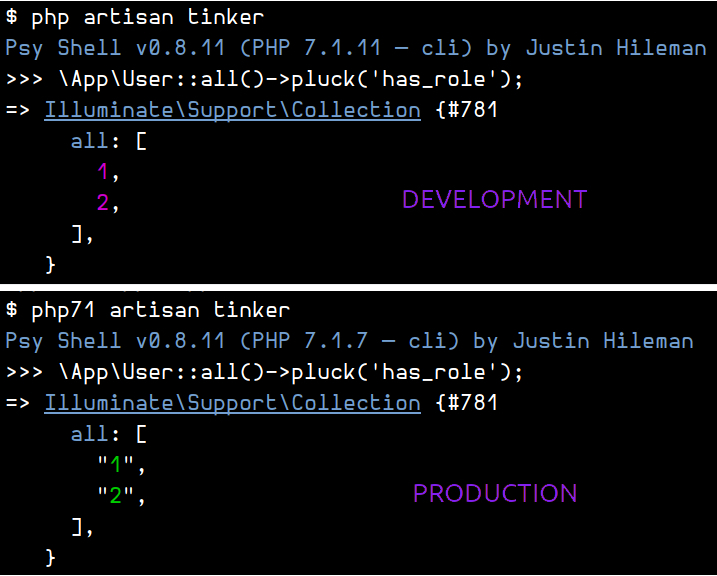 $ php artisan tinker
Psy Shell v0.8.11 (PHP 7.1.11 — cli) by Justin Hileman
>>> \App\User::all()->pluck('has_role');
=> Illuminate\Support\Collection {#781
all: [
1,
2,
DEVELOPMENT
],
}
$ php71 artisan tinker
Psy Shell v0.8.11 (PHP 7.1.7 — cli) by Justin Hileman
>>> \App\User::all()->pluck('has_role');
=> Illuminate\Support\Collection {#781
all: [
"1",
"2",
PRODUCTION
],
}